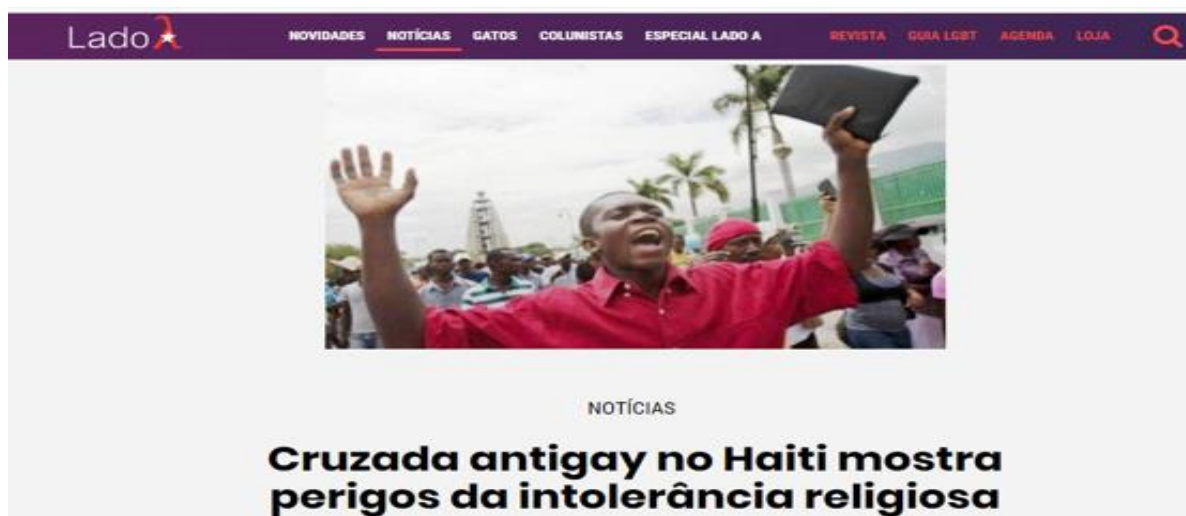 Lado A
NOVIDADES NOTÍCIAS GATOS COLUNISTAS ESPECIAL LADO A REVISTA GUIA LGBT AGENDA LOJA
NOTÍCIAS
Cruzada antigay no Haiti mostra
perigos da intolerância religiosa